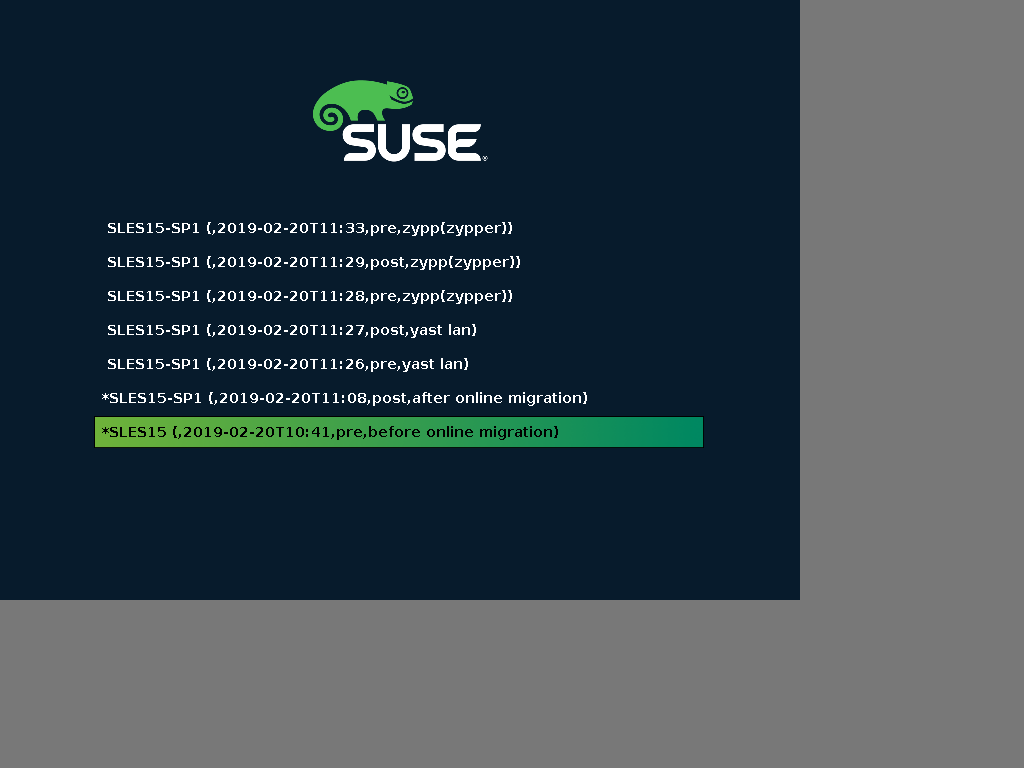 SUSE®
SLES15-SP1 (,2019-02-20T11:33,pre,zypp(zypper))
SLES15-SP1 (,2019-02-20T11:29,post,zypp(zypper))
SLES15-SP1 (,2019-02-20T11:28,pre,zypp(zypper))
SLES15-SP1 (,2019-02-20T11:27,post,yast lan)
SLES15-SP1 (,2019-02-20T11:26,pre,yast lan)
*SLES15-SP1 (,2019-02-20T11:08,post,after online migration)
*SLES15 (,2019-02-20T10:41,pre,before online migration)